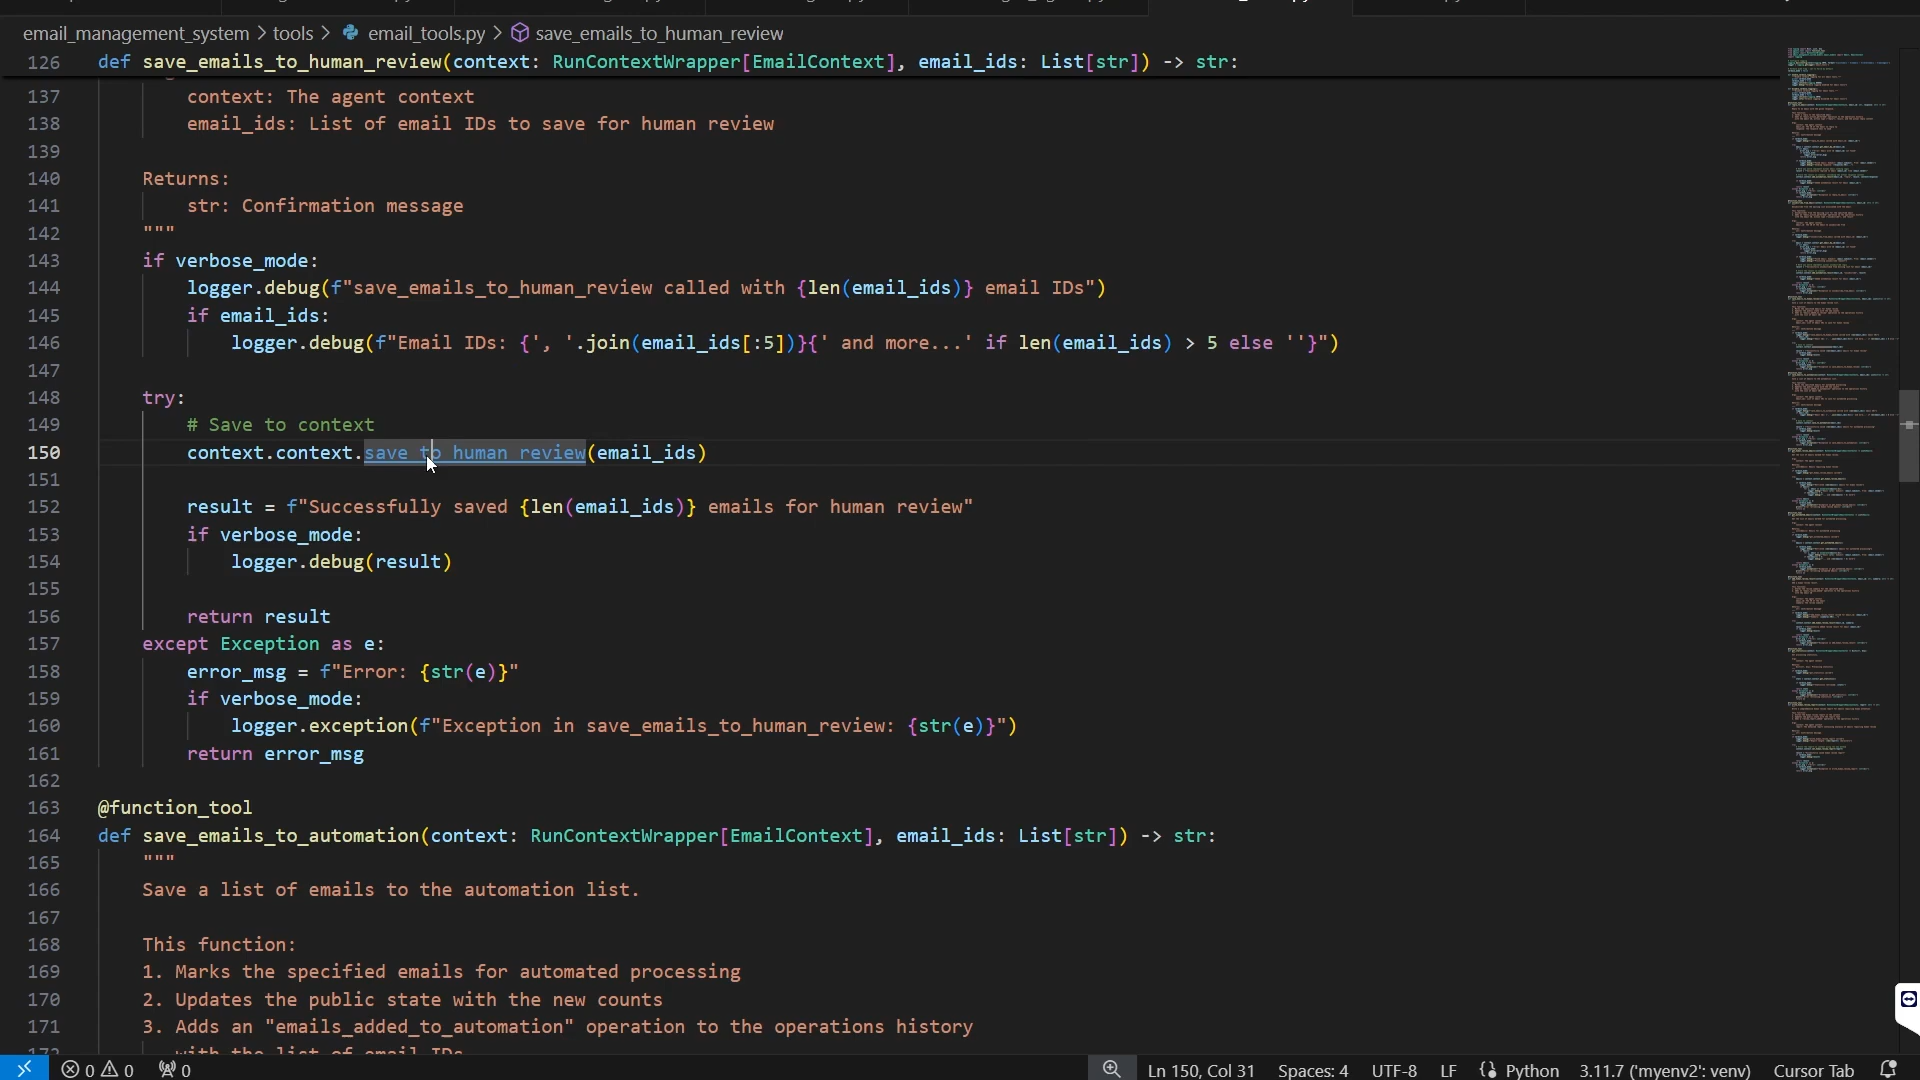 email_management_system > tools > email_tools.py > save_emails_to_human_review
126 def save_emails_to_human_review(context: RunContextWrapper[EmailContext], email_ids: List[str]) -> str:
137 context: The agent context
138 email_ids: List of email IDs to save for human review
139
140 Returns:
141 str: Confirmation message
142 """
143 if verbose_mode:
144 logger.debug(f"save_emails_to_human_review called with {len(email_ids)} email IDs")
145 if email_ids:
146 logger.debug(f"Email IDs: {', '.join(email_ids[:5])}{' and more...' if len(email_ids) > 5 else ''}")
147
148 try:
149 # Save to context
150 context.context.save_to_human_review(email_ids)
151
152 result = f"Successfully saved {len(email_ids)} emails for human review"
153 if verbose_mode:
154 logger.debug(result)
155
156 return result
157 except Exception as e:
158 error_msg = f"Error: {str(e)}"
159 if verbose_mode:
160 logger.exception(f"Exception in save_emails_to_human_review: {str(e)}")
161 return error_msg
162
163 @function_tool
164 def save_emails_to_automation(context: RunContextWrapper[EmailContext], email_ids: List[str]) -> str:
165 """
166 Save a list of emails to the automation list.
167
168 This function:
169 1. Marks the specified emails for automated processing
170 2. Updates the public state with the new counts
171 3. Adds an "emails_added_to_automation" operation to the operations history
172 with the list of email IDs
0 0 0 Ln 150, Col 31 Spaces: 4 UTF-8 LF Python 3.11.7 ('myenv2': venv) Cursor Tab